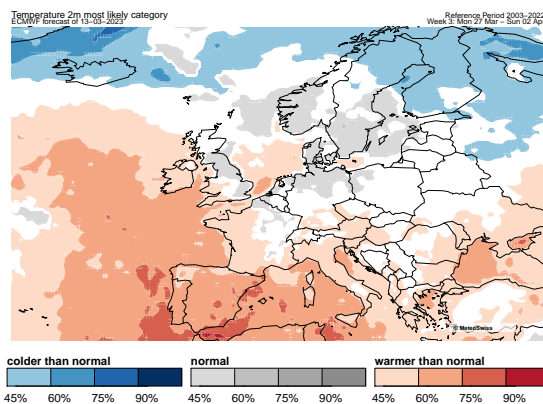 Temperature 2m most likely category
Reference Period 2003-2022
ECMWF forecast of 13-03-2023
Week 3: Mon 27 Mar - Sun 02 Apr
© MeteoSwiss
colder than normal
normal
warmer than normal
45% 60% 75% 90%
45% 60% 75% 90%
45% 60% 75% 90%